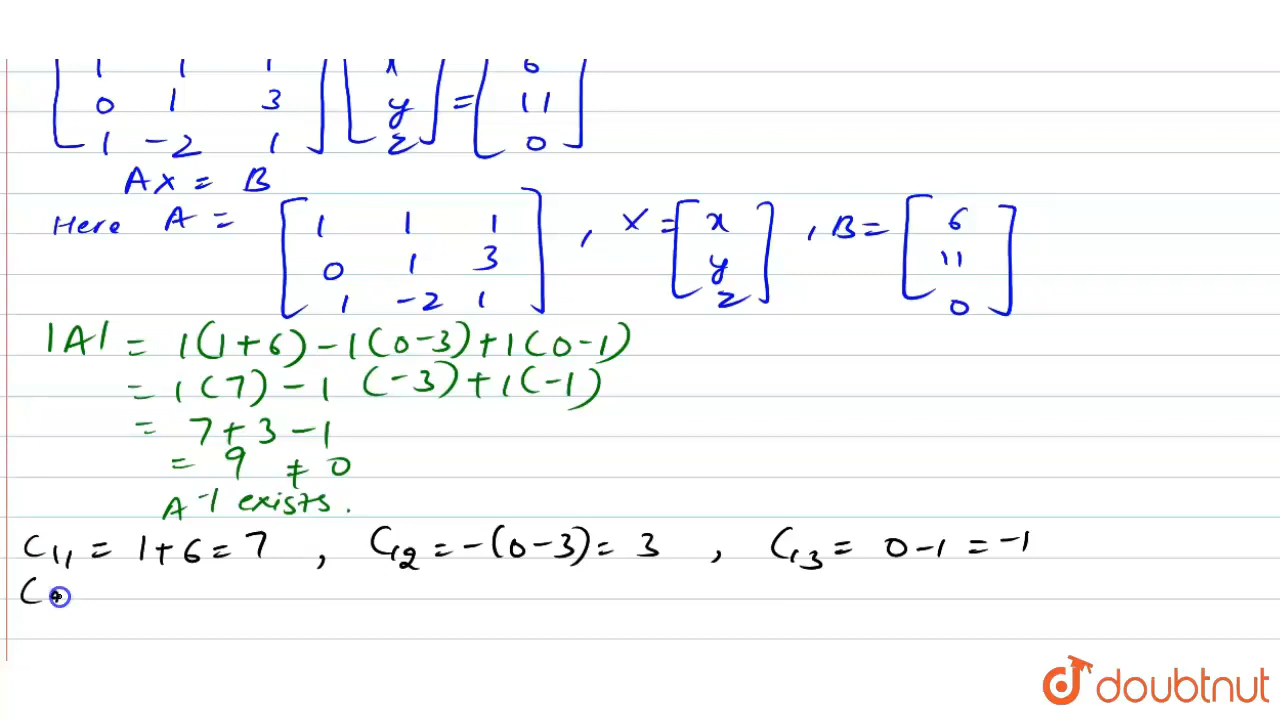 1 1 1 x 6
0 1 3 y = 11
1 -2 1 z 0
AX = B
Here A = 1 1 1 , X = x , B = 6
0 1 3 y 11
1 -2 1 z 0
|A| = 1(1+6) - 1(0-3) + 1(0-1)
= 1(7) - 1 (-3) + 1(-1)
= 7 + 3 - 1
= 9 ≠ 0
A⁻¹ exists.
C₁₁ = 1+6 = 7 , C₁₂ = -(0-3) = 3 , C₁₃ = 0-1 = -1
C
doubtnut